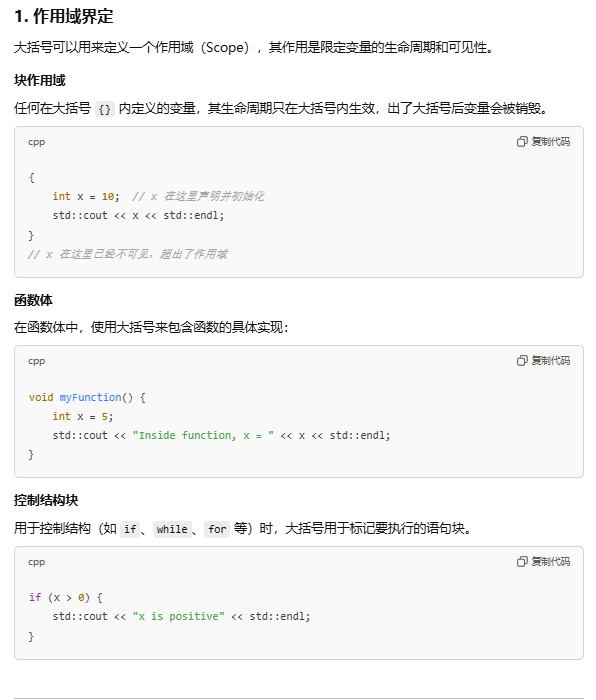 1. 作用域界定
大括号可以用来定义一个作用域（Scope），其作用是限定变量的生命周期和可见性。
块作用域
任何在大括号 {} 内定义的变量，其生命周期只在大括号内生效，出了大括号后变量会被销毁。
cpp 复制代码
{
    int x = 10;  // x 在这里声明并初始化
    std::cout << x << std::endl;
}
// x 在这里已经不可见，超出了作用域
函数体
在函数体中，使用大括号来包含函数的具体实现：
cpp 复制代码
void myFunction() {
    int x = 5;
    std::cout << "Inside function, x = " << x << std::endl;
}
控制结构块
用于控制结构（如 if、while、for 等）时，大括号用于标记要执行的语句块。
cpp 复制代码
if (x > 0) {
    std::cout << "x is positive" << std::endl;
}